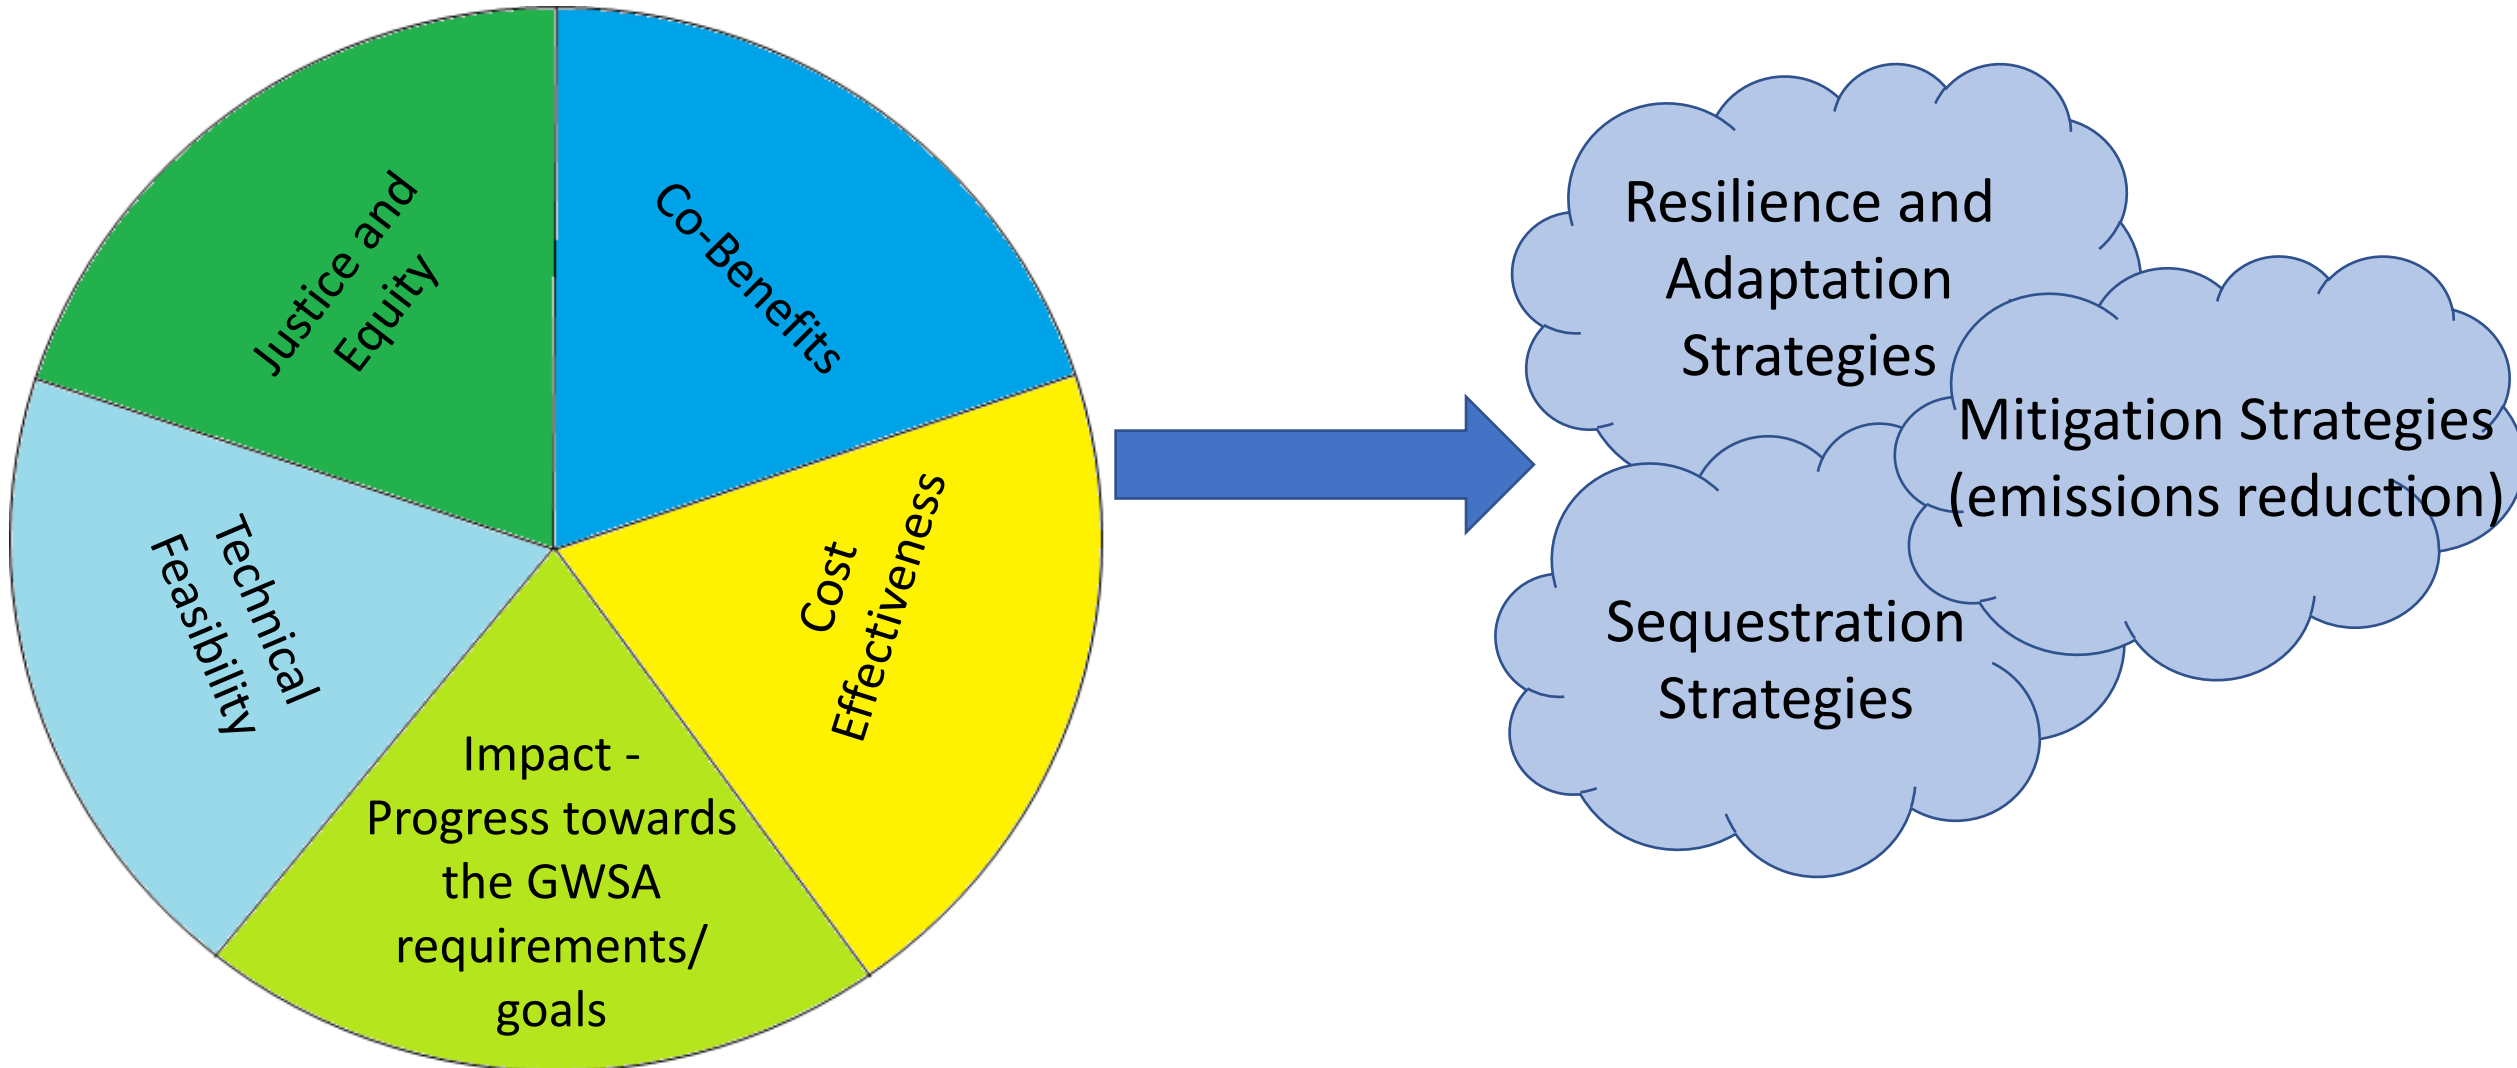 Justice and
Equity
Co-Benefits
Cost
Effectiveness
Impact -
Progress towards
the GWSA
requirements/
goals
Technical
Feasibility
Resilience and
Adaptation
Strategies
Mitigation Strategies
(emissions reduction)
Sequestration
Strategies